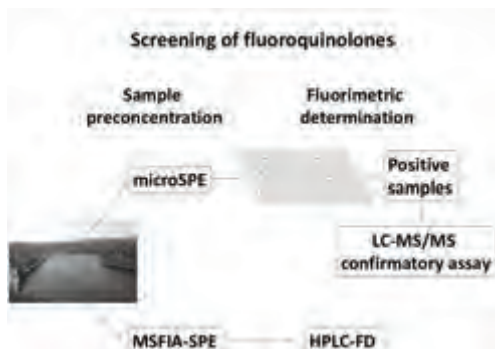 Screening of fluoroquinolones
Sample
preconcentration
Fluorimetric
determination
microSPE
Positive
samples
LC-MS/MS
confirmatory assay
MSFIA-SPE
HPLC-FD